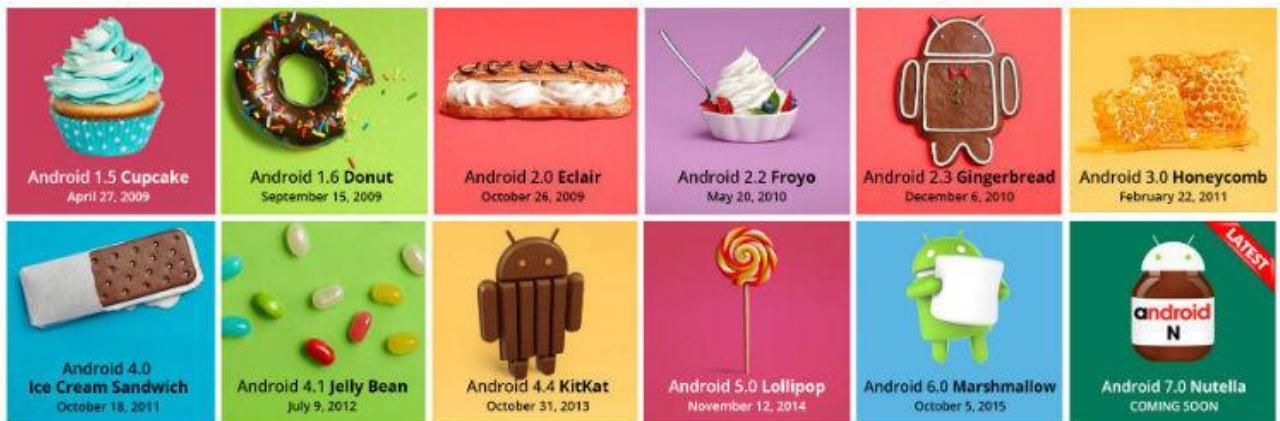 Android 1.5 Cupcake
April 27, 2009
Android 1.6 Donut
September 15, 2009
Android 2.0 Eclair
October 26, 2009
Android 2.2 Froyo
May 20, 2010
Android 2.3 Gingerbread
December 6, 2010
Android 3.0 Honeycomb
February 22, 2011
Android 4.0
Ice Cream Sandwich
October 18, 2011
Android 4.1 Jelly Bean
July 9, 2012
Android 4.4 KitKat
October 31, 2013
Android 5.0 Lollipop
November 12, 2014
Android 6.0 Marshmallow
October 5, 2015
LATEST
android
N
Android 7.0 Nutella
COMING SOON